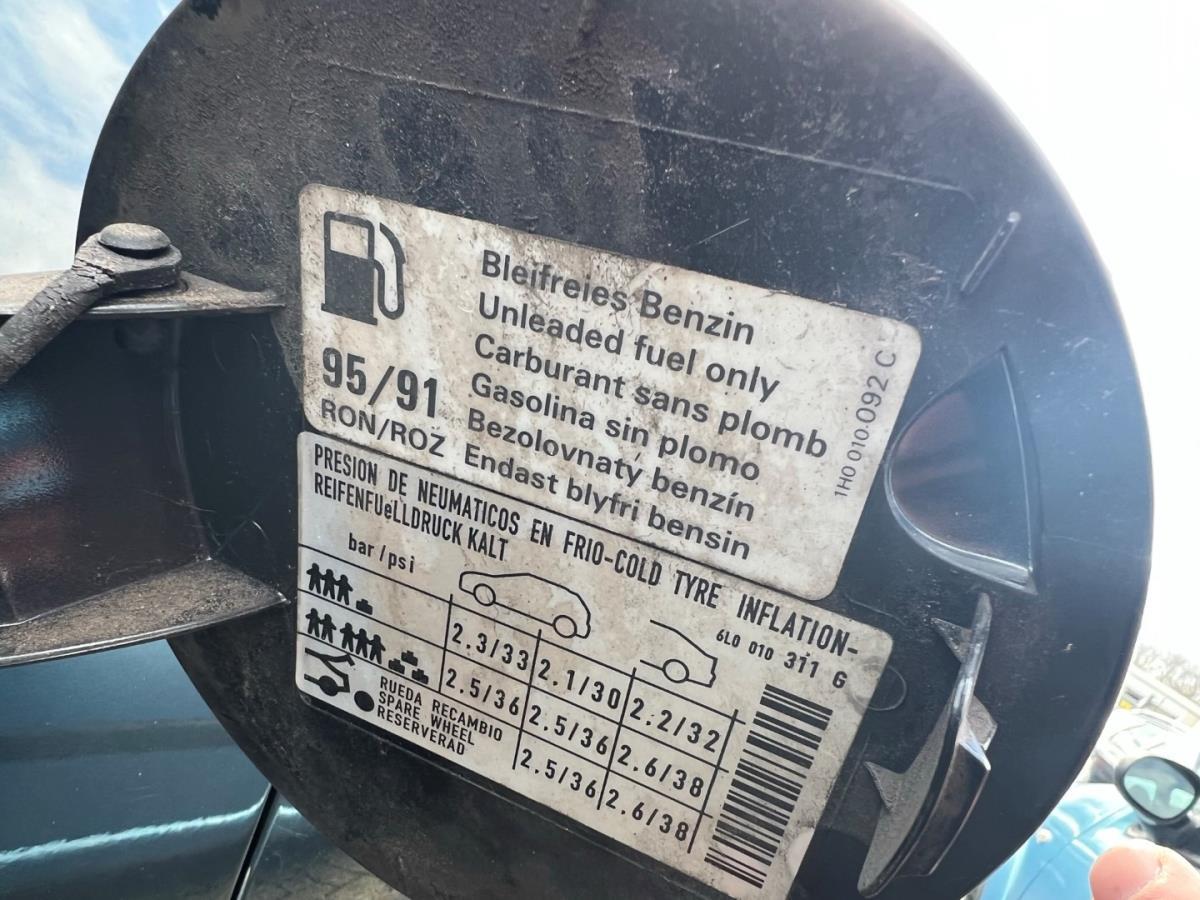 Bleifreies Benzin
Unleaded fuel only
Carburant sans plomb
Gasolina sin plomo
Bezolovnatý benzín
Endast blyfri bensin
95/91
RON/ROZ
1H0 010 092 C
PRESION DE NEUMATICOS EN FRIO-COLD TYRE INFLATION-
REIFENFUeLLDRUCK KALT
6L0 010 311 G
bar/psi
2.3/33 2.1/30 2.2/32
2.5/36 2.5/36 2.6/38
RUEDA RECAMBIO
SPARE WHEEL
RESERVERAD
2.5/36 2.6/38